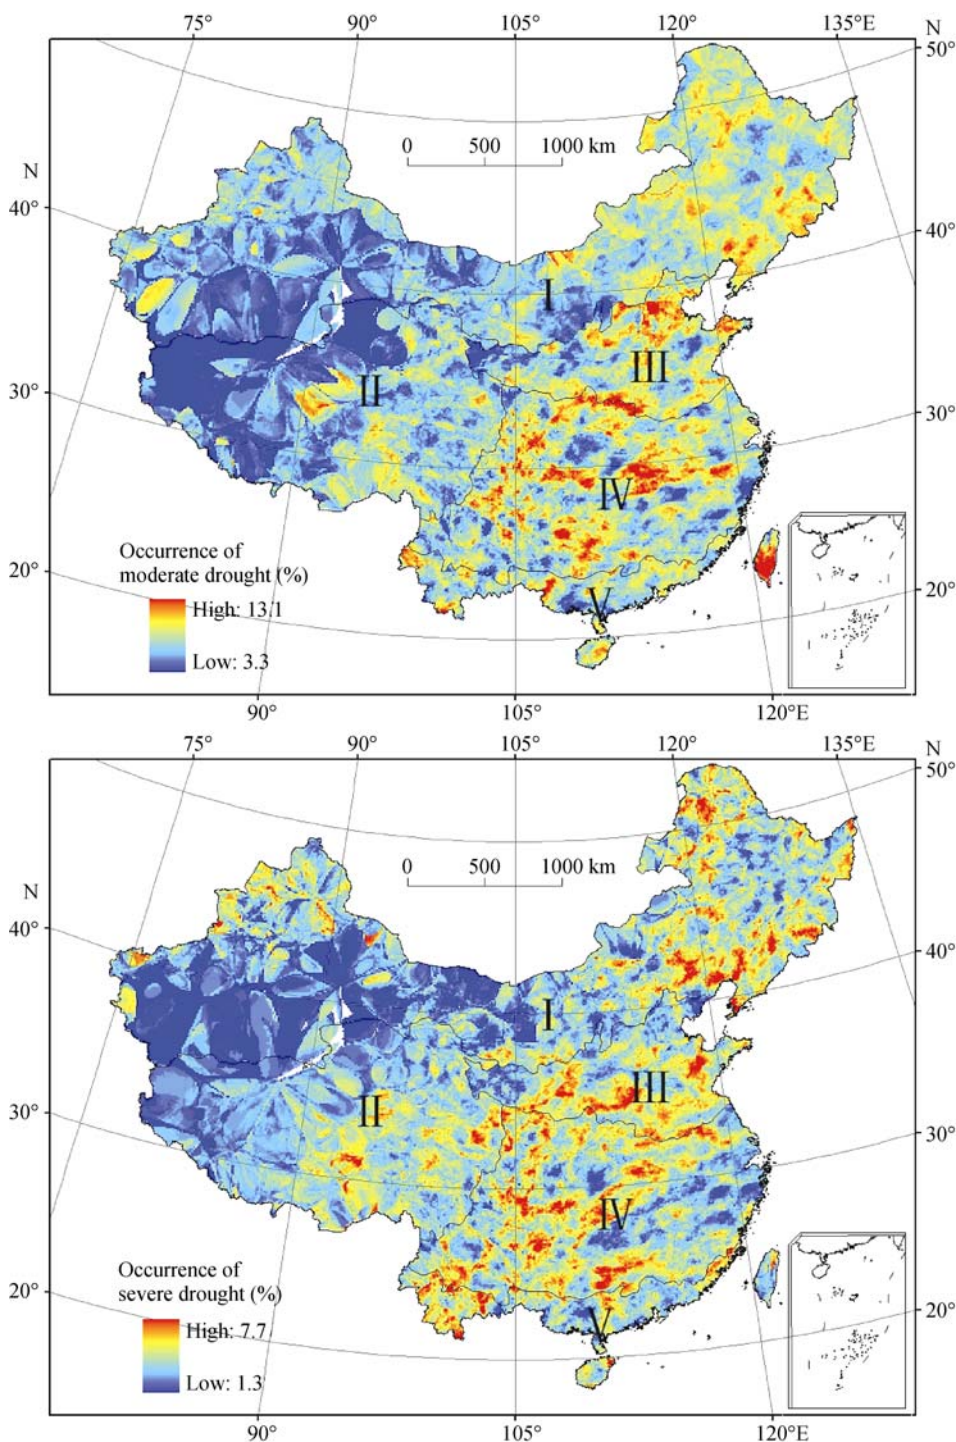 75° 90° 105° 120° 135°E N
50°
0 500 1000 km
N
40°
40°
I
III
30°
II
30°
IV
Occurrence of
moderate drought (%)
20°
20°
High: 13.1
V
Low: 3.3
90° 105° 120°E
75° 90° 105° 120° 135°E N
50°
0 500 1000 km
N
40°
40°
I
III
30°
II
30°
IV
Occurrence of
severe drought (%)
20°
20°
High: 7.7
V
Low: 1.3
90° 105° 120°E